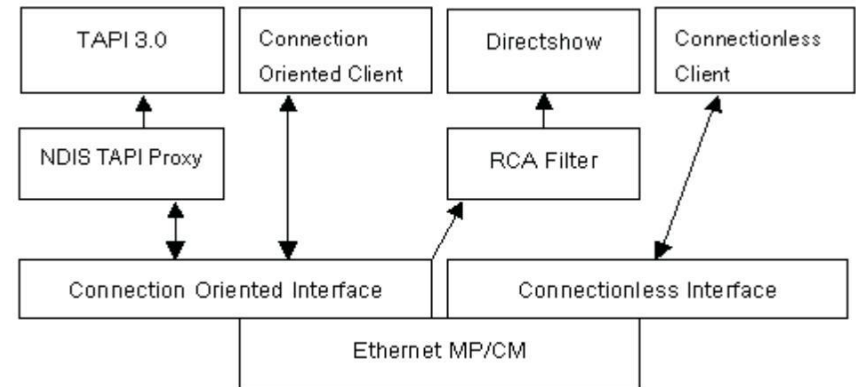 TAPI 3.0
Connection
Oriented Client
Directshow
Connectionless
Client
NDIS TAPI Proxy
RCA Filter
Connection Oriented Interface
Connectionless Interface
Ethernet MP/CM